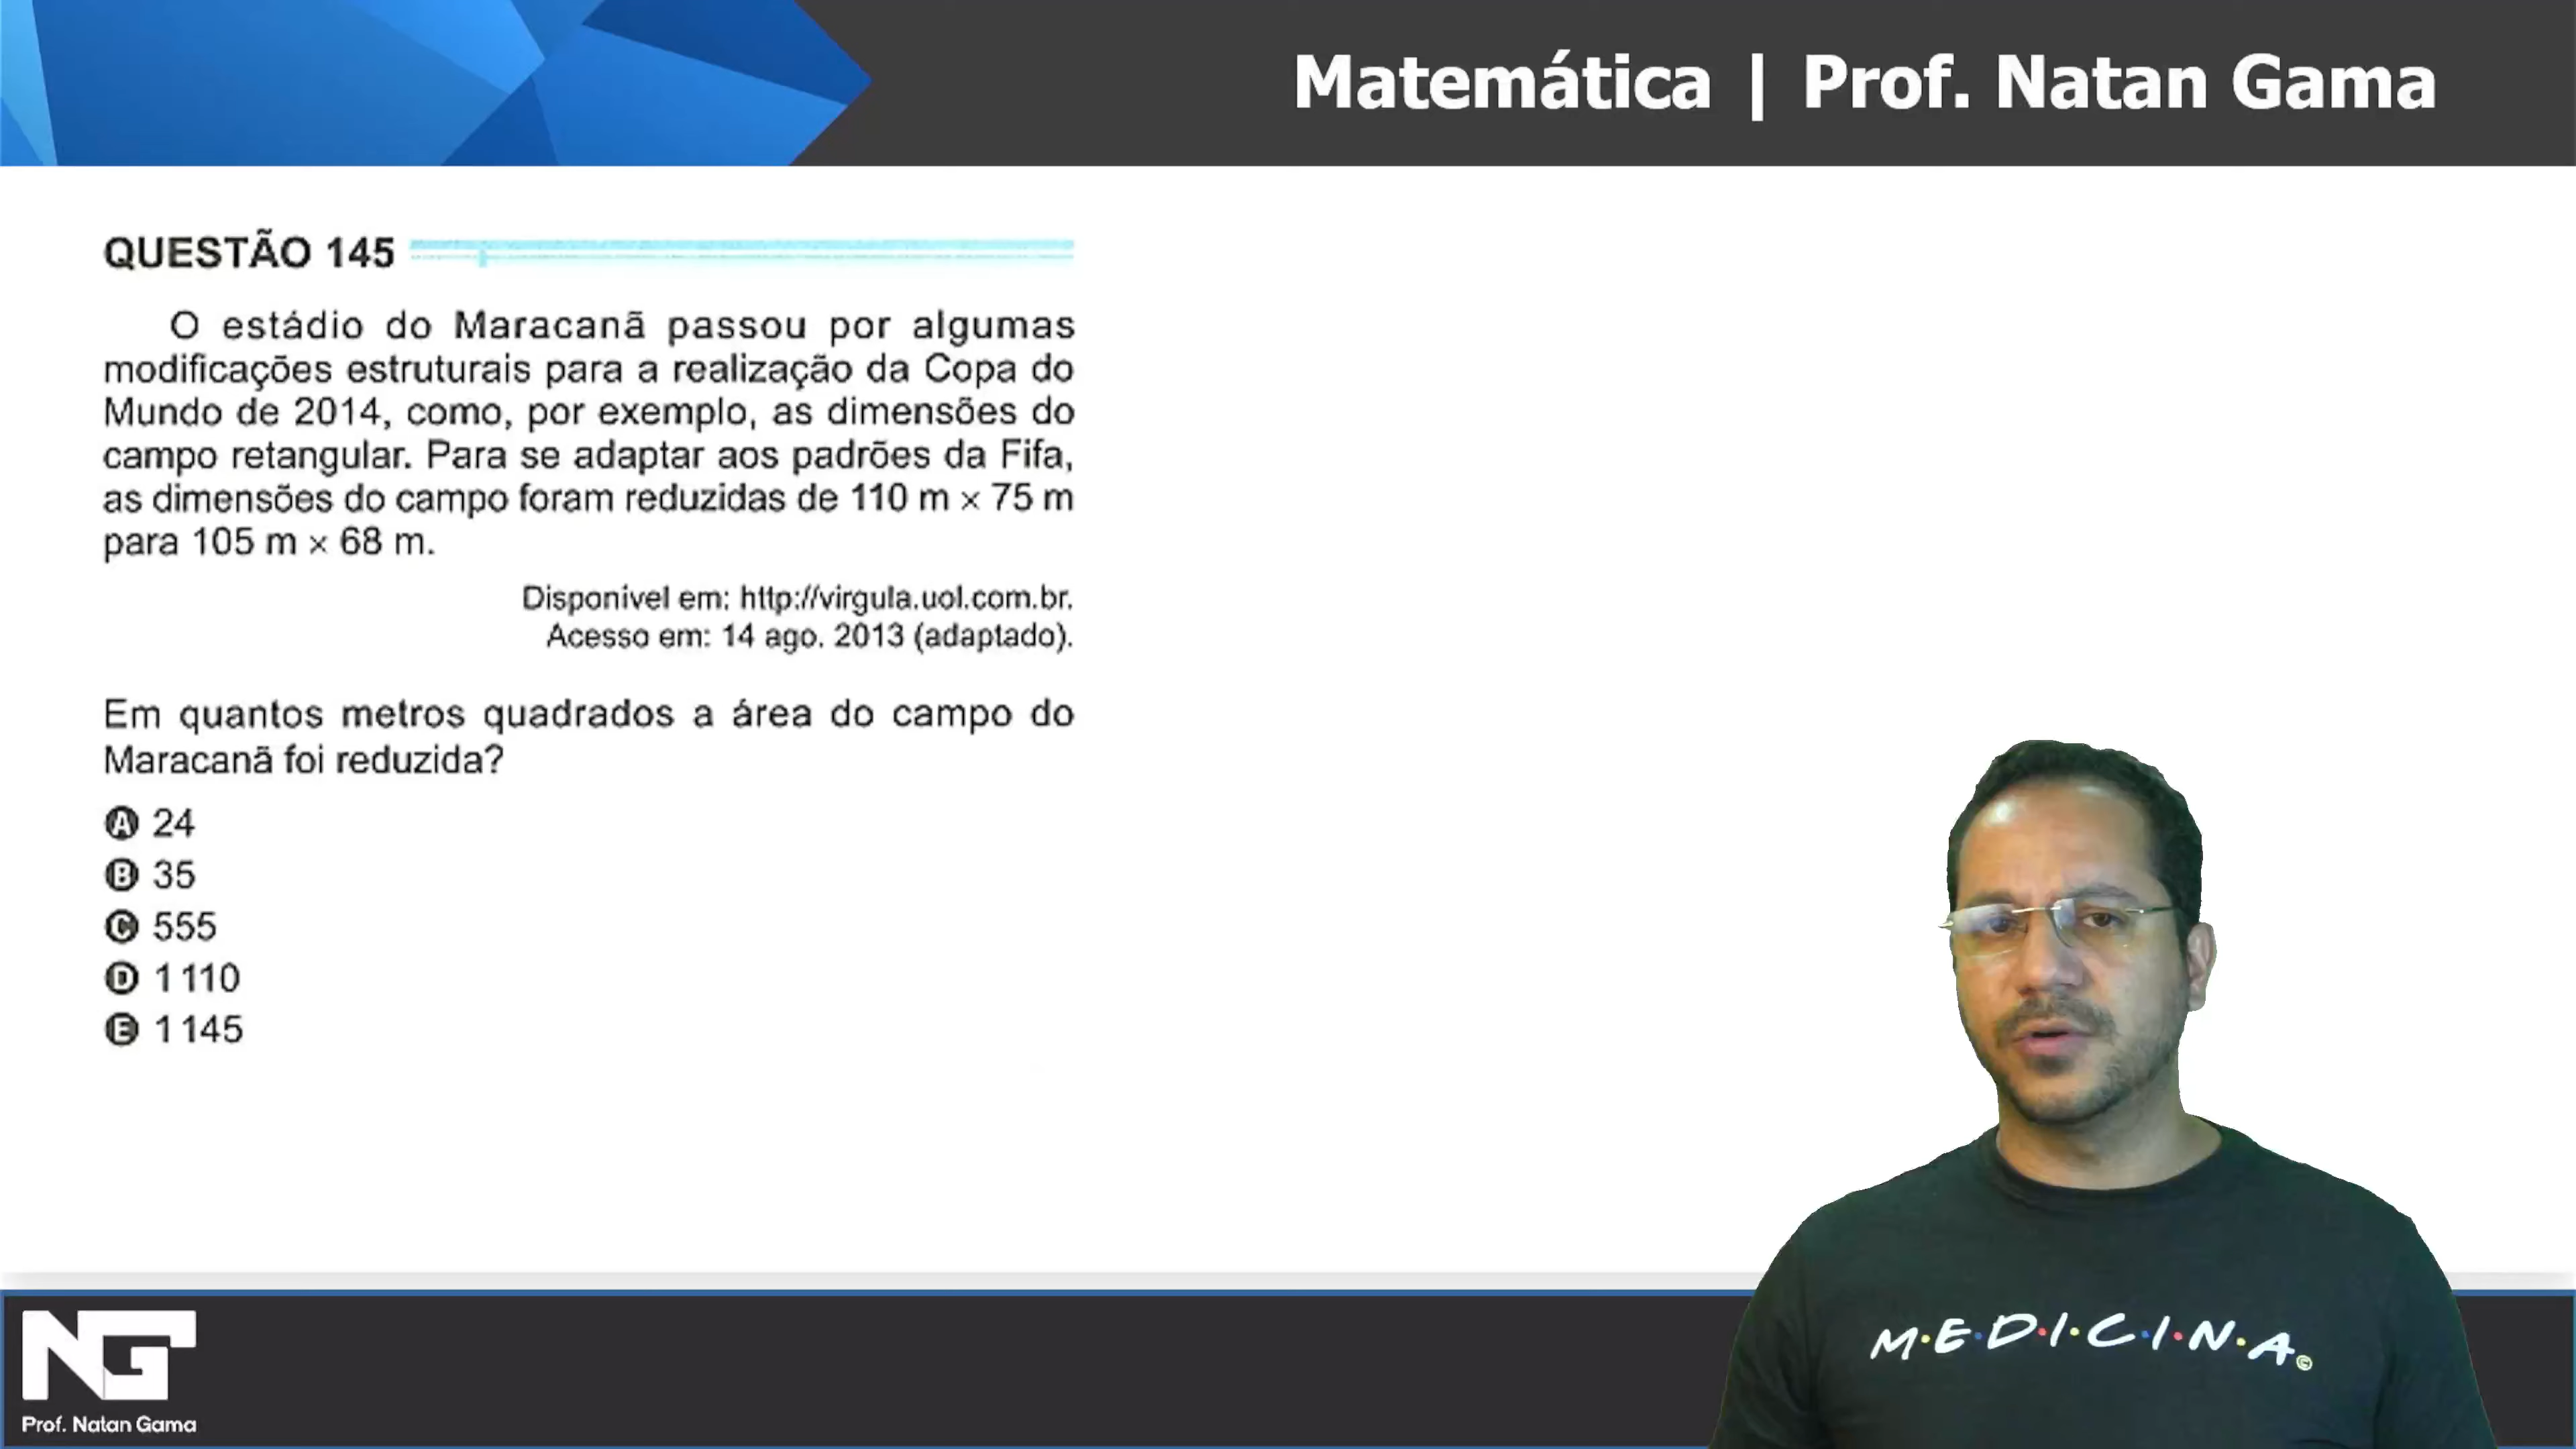 Matemática | Prof. Natan Gama
QUESTÃO 145
O estádio do Maracanã passou por algumas
modificações estruturais para a realização da Copa do
Mundo de 2014, como, por exemplo, as dimensões do
campo retangular. Para se adaptar aos padrões da Fifa,
as dimensões do campo foram reduzidas de 110 m × 75 m
para 105 m × 68 m.
Disponivel em: http://virgula.uol.com.br.
Acesso em: 14 ago. 2013 (adaptado).
Em quantos metros quadrados a área do campo do
Maracanã foi reduzida?
A 24
B 35
C 555
D 1 110
E 1 145
M·E·D·I·C·I·N·A©
NG
Prof. Natan Gama